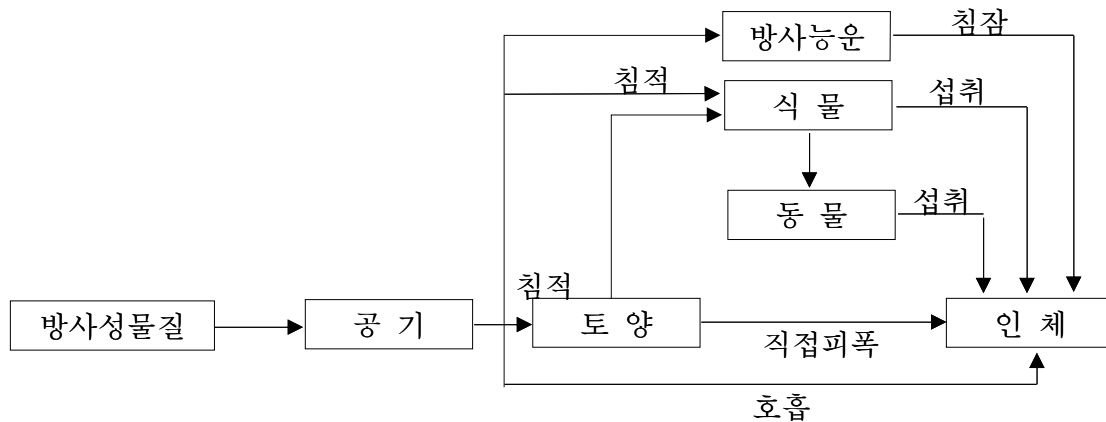 방사능운
침잠
침적
식 물
섭취
동 물
섭취
침적
방사성물질
공 기
토 양
인 체
직접피폭
호흡